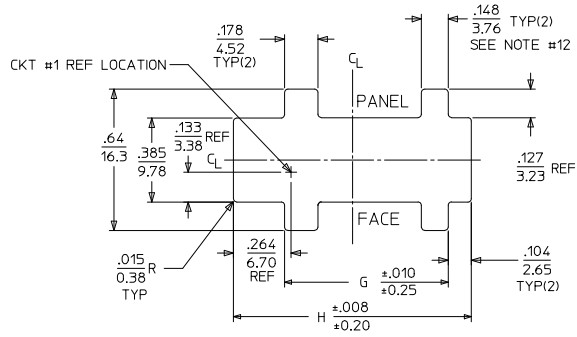 .178
4.52
TYP(2)
.148
3.76 TYP(2)
SEE NOTE #12
CKT #1 REF LOCATION
CL
PANEL
.64
16.3
.385
9.78
.133
3.38 REF
CL
.127
3.23 REF
FACE
.015
0.38 R
TYP
.264
6.70
REF
G ±.010
±0.25
.104
2.65
TYP(2)
H ±.008
±0.20